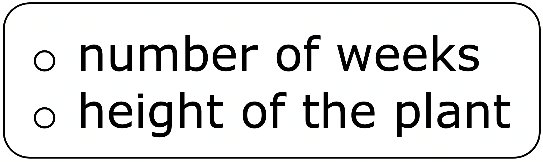 number of weeks
height of the plant